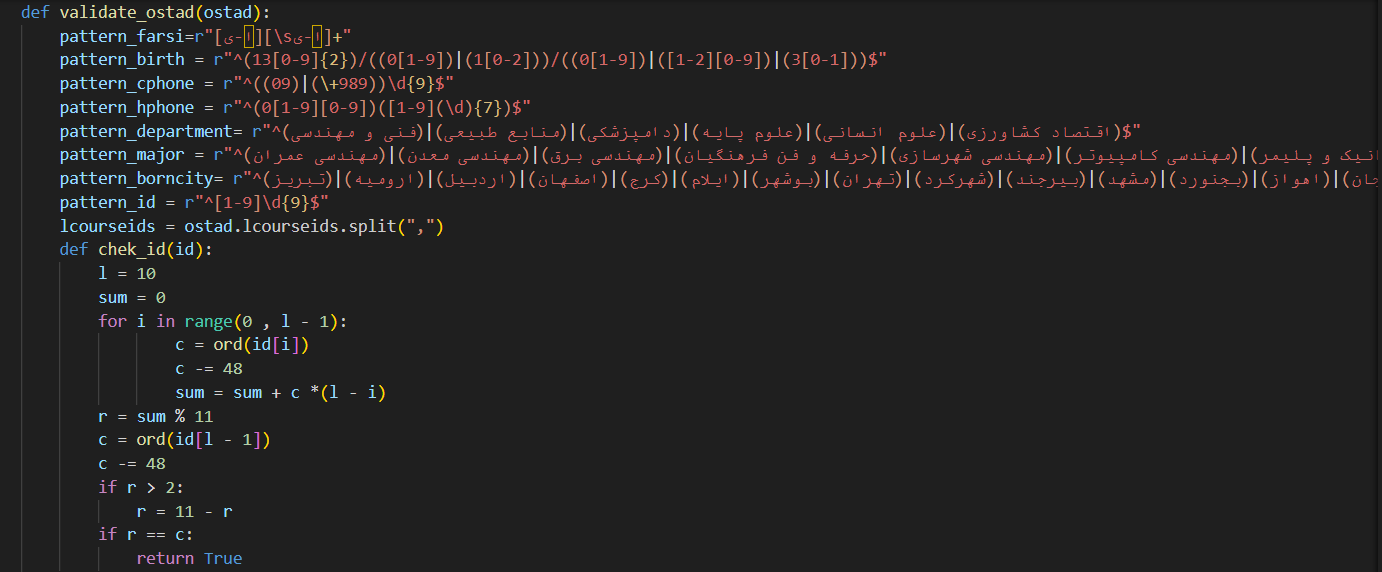 def validate_ostad(ostad):
pattern_farsi=r"[ا-ی][\sا-ی]+"
pattern_birth = r"^(13[0-9]{2})/((0[1-9])|(1[0-2]))/((0[1-9])|([1-2][0-9])|(3[0-1]))$"
pattern_cphone = r"^((09)|(\+989))\d{9}$"
pattern_hphone = r"^(0[1-9][0-9])([1-9](\d){7})$"
pattern_department= r"^(فنی و مهندسی)|(منابع طبیعی)|(دامپزشکی)|(علوم پایه)|(علوم انسانی)|(اقتصاد کشاورزی)$"
pattern_major = r"^(مهندسی عمران)|(مهندسی معدن)|(مهندسی برق)|(حرفه و فن فرهنگیان)|(مهندسی شهرسازی)|(مهندسی کامپیوتر)|(و پلیمر
pattern_borncity= r"^(تبریز)|(ارومیه)|(اردبیل)|(اصفهان)|(کرج)|(ایلام)|(بوشهر)|(تهران)|(شهرکرد)|(بیرجند)|(مشهد)|(بجنورد)|(اهواز)|(
pattern_id = r"^[1-9]\d{9}$"
lcourseids = ostad.lcourseids.split(",")
def chek_id(id):
l = 10
sum = 0
for i in range(0 , l - 1):
c = ord(id[i])
c -= 48
sum = sum + c *(l - i)
r = sum % 11
c = ord(id[l - 1])
c -= 48
if r > 2:
r = 11 - r
if r == c:
return True